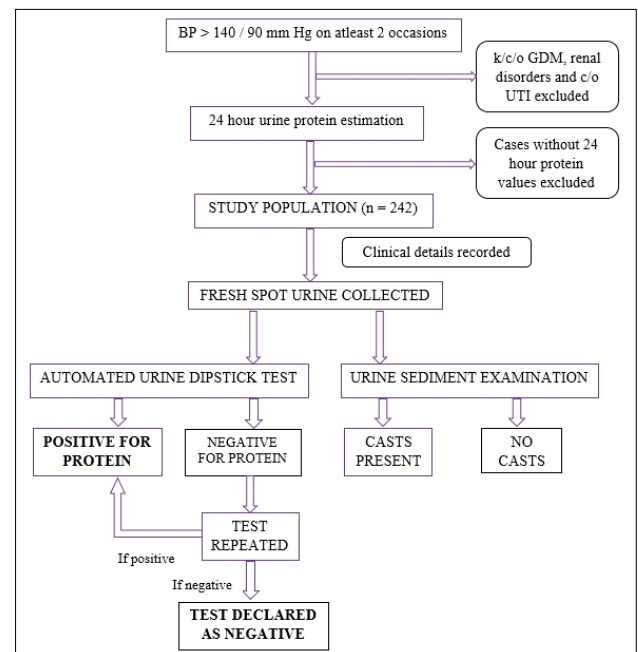 BP > 140 / 90 mm Hg on atleast 2 occasions
k/c/o GDM, renal
disorders and c/o
UTI excluded
24 hour urine protein estimation
Cases without 24
hour protein
values excluded
STUDY POPULATION (n = 242)
Clinical details recorded
FRESH SPOT URINE COLLECTED
AUTOMATED URINE DIPSTICK TEST
URINE SEDIMENT EXAMINATION
POSITIVE FOR
PROTEIN
NEGATIVE
FOR PROTEIN
CASTS
PRESENT
NO
CASTS
TEST
REPEATED
If positive
If negative
TEST DECLARED
AS NEGATIVE